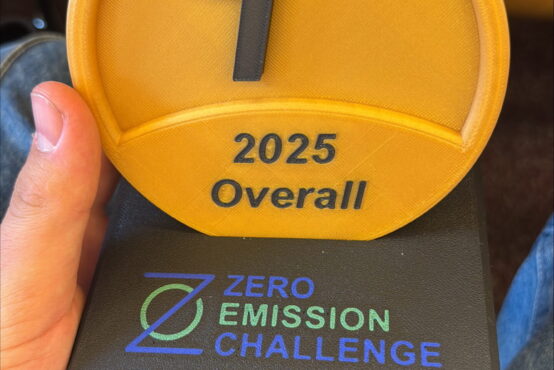 2025
Overall
ZERO
EMISSION
CHALLENGE